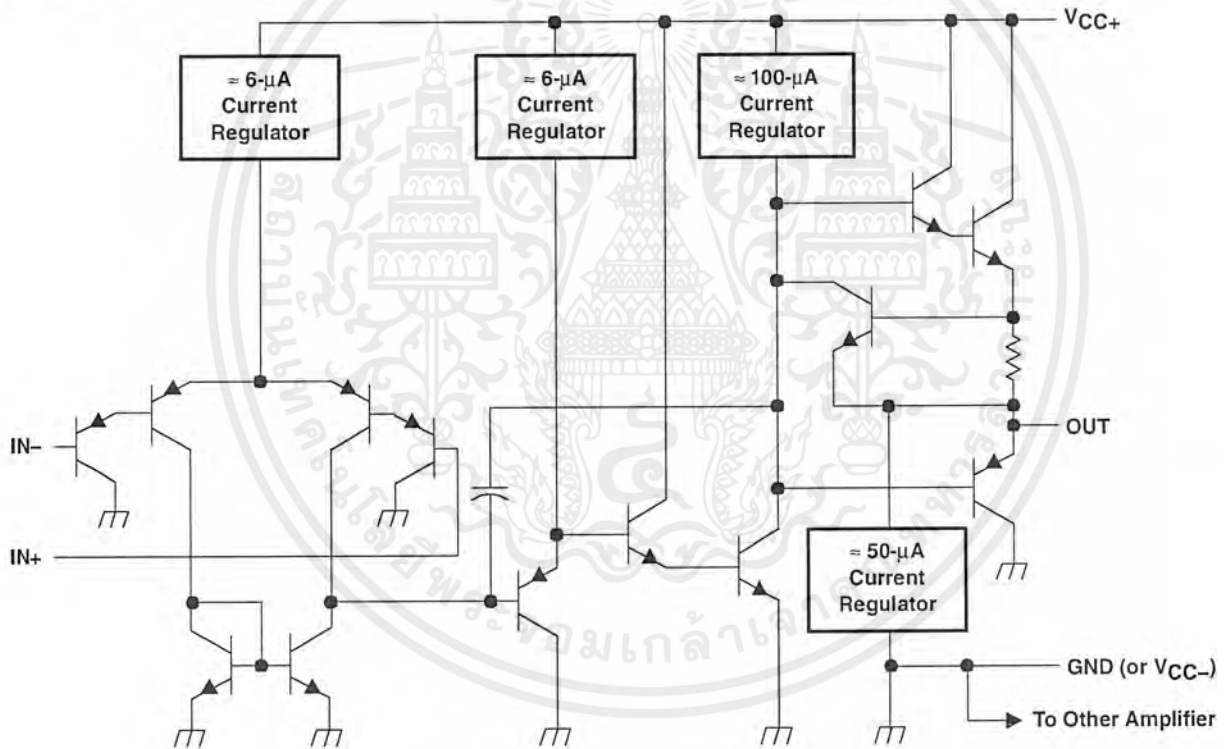 VCC+
≈ 6-µA
Current
Regulator
≈ 6-µA
Current
Regulator
≈ 100-µA
Current
Regulator
IN−
OUT
IN+
≈ 50-µA
Current
Regulator
GND (or VCC−)
To Other Amplifier